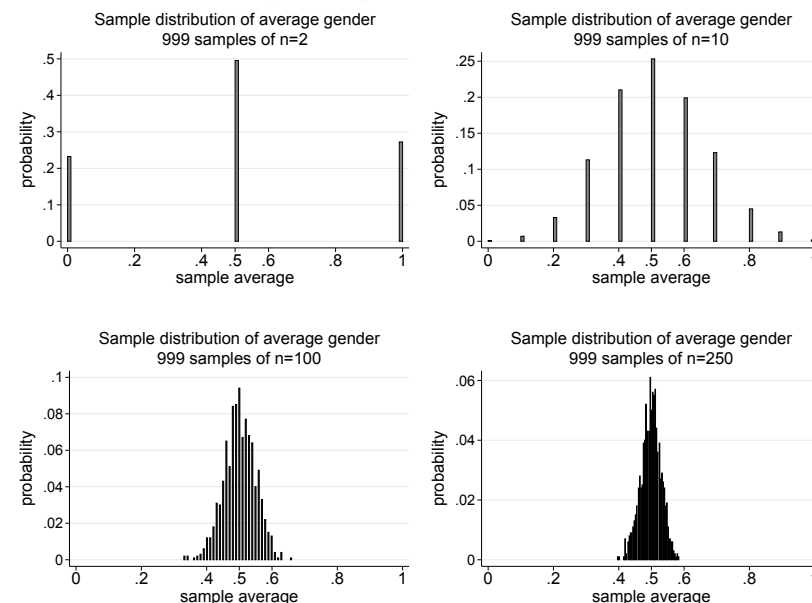 Sample distribution of average gender
999 samples of n=2
.5
.4
.3
.2
.1
0
probability
0 .2 .4 .5 .6 .8 1
sample average
Sample distribution of average gender
999 samples of n=10
.25
.2
.15
.1
.05
0
probability
0 .2 .4 .5 .6 .8
sample average
Sample distribution of average gender
999 samples of n=100
.1
.08
.06
.04
.02
0
probability
0 .2 .4 .5 .6 .8 1
sample average
Sample distribution of average gender
999 samples of n=250
.06
.04
.02
0
probability
0 .2 .4 .5 .6 .8
sample average